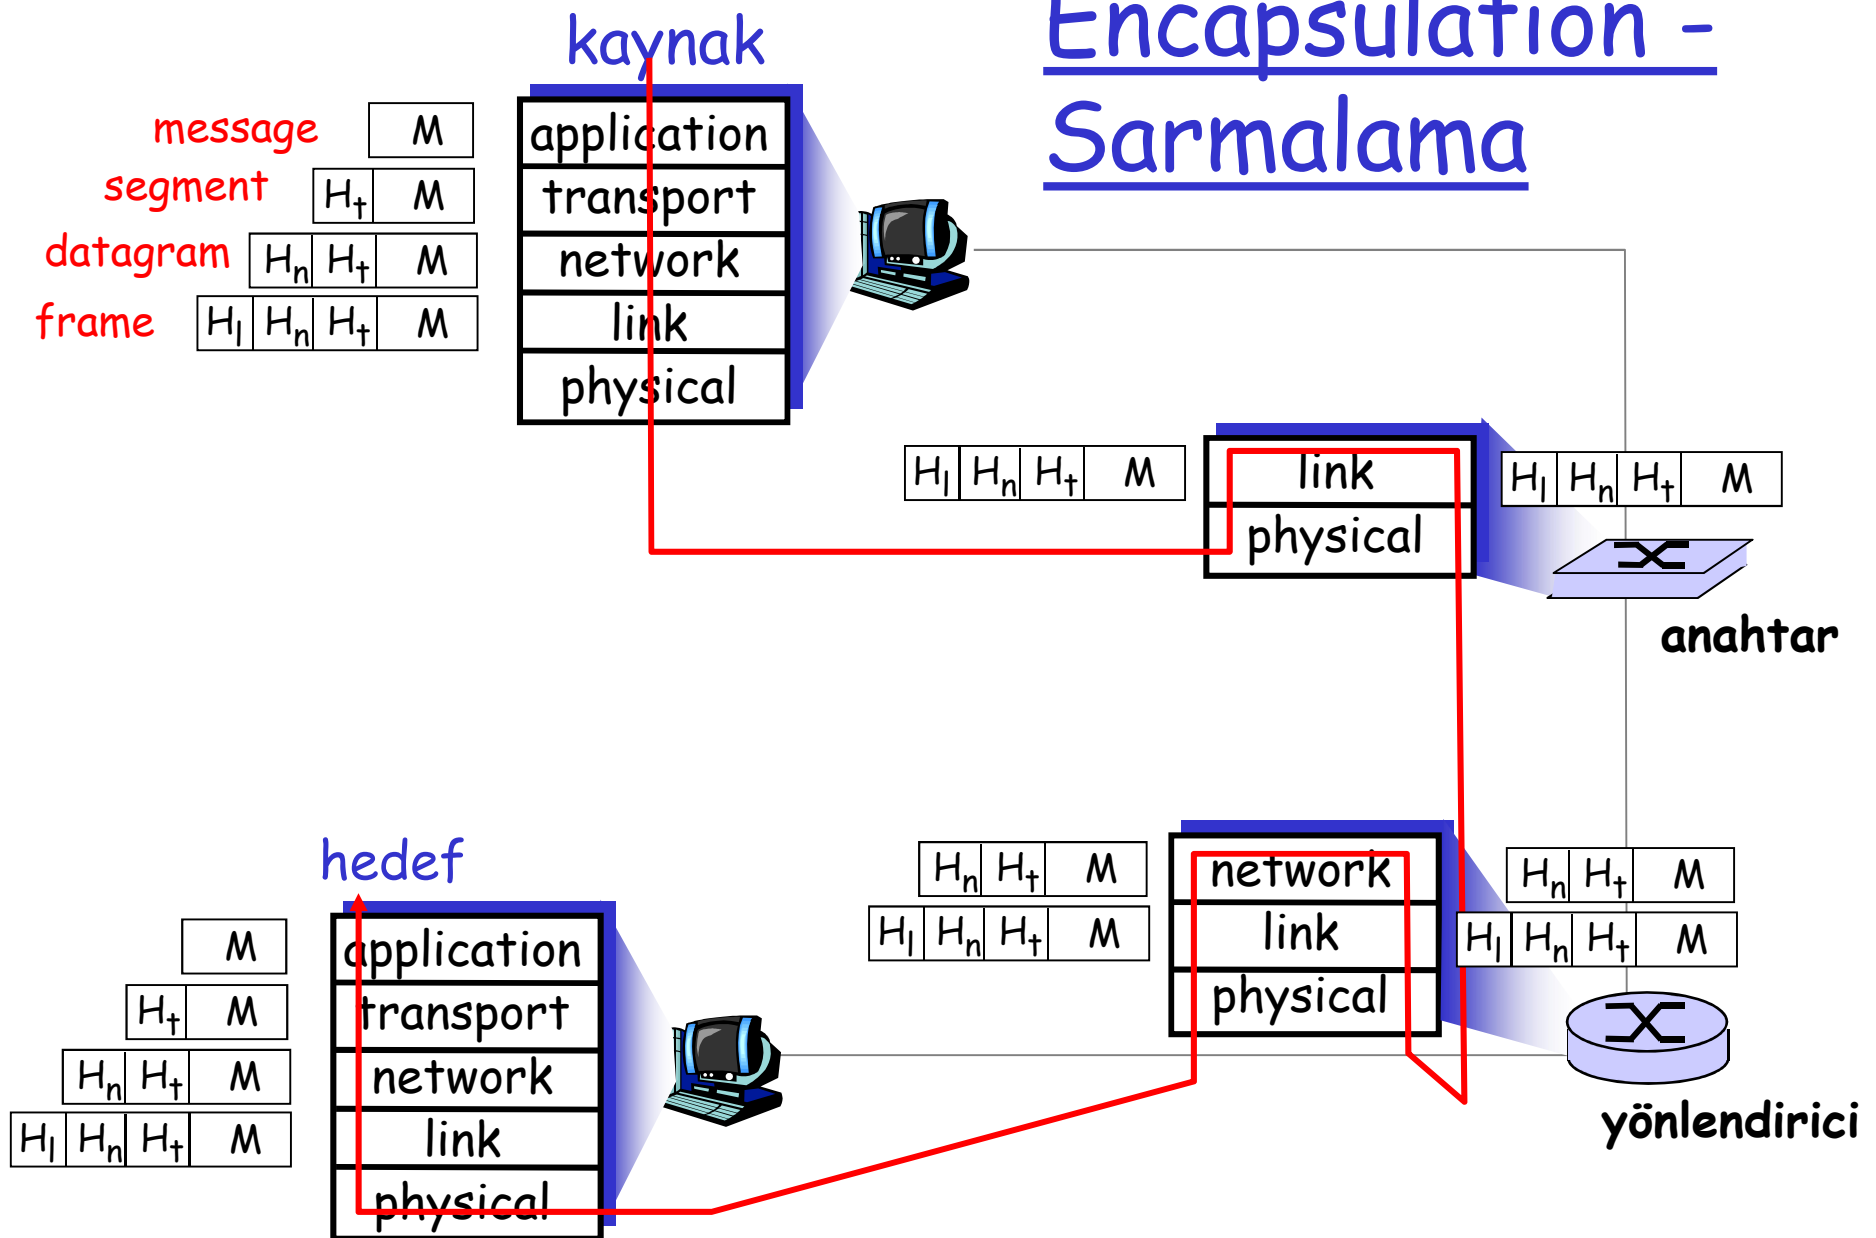 Encapsulation -
Sarmalama
kaynak
message M
segment Ht M
datagram Hn Ht M
frame Hl Hn Ht M
application
transport
network
link
physical
Hl Hn Ht M
link
physical
Hl Hn Ht M
anahtar
Hn Ht M
Hl Hn Ht M
network
link
physical
Hn Ht M
Hl Hn Ht M
yönlendirici
hedef
M
Ht M
Hn Ht M
Hl Hn Ht M
application
transport
network
link
physical